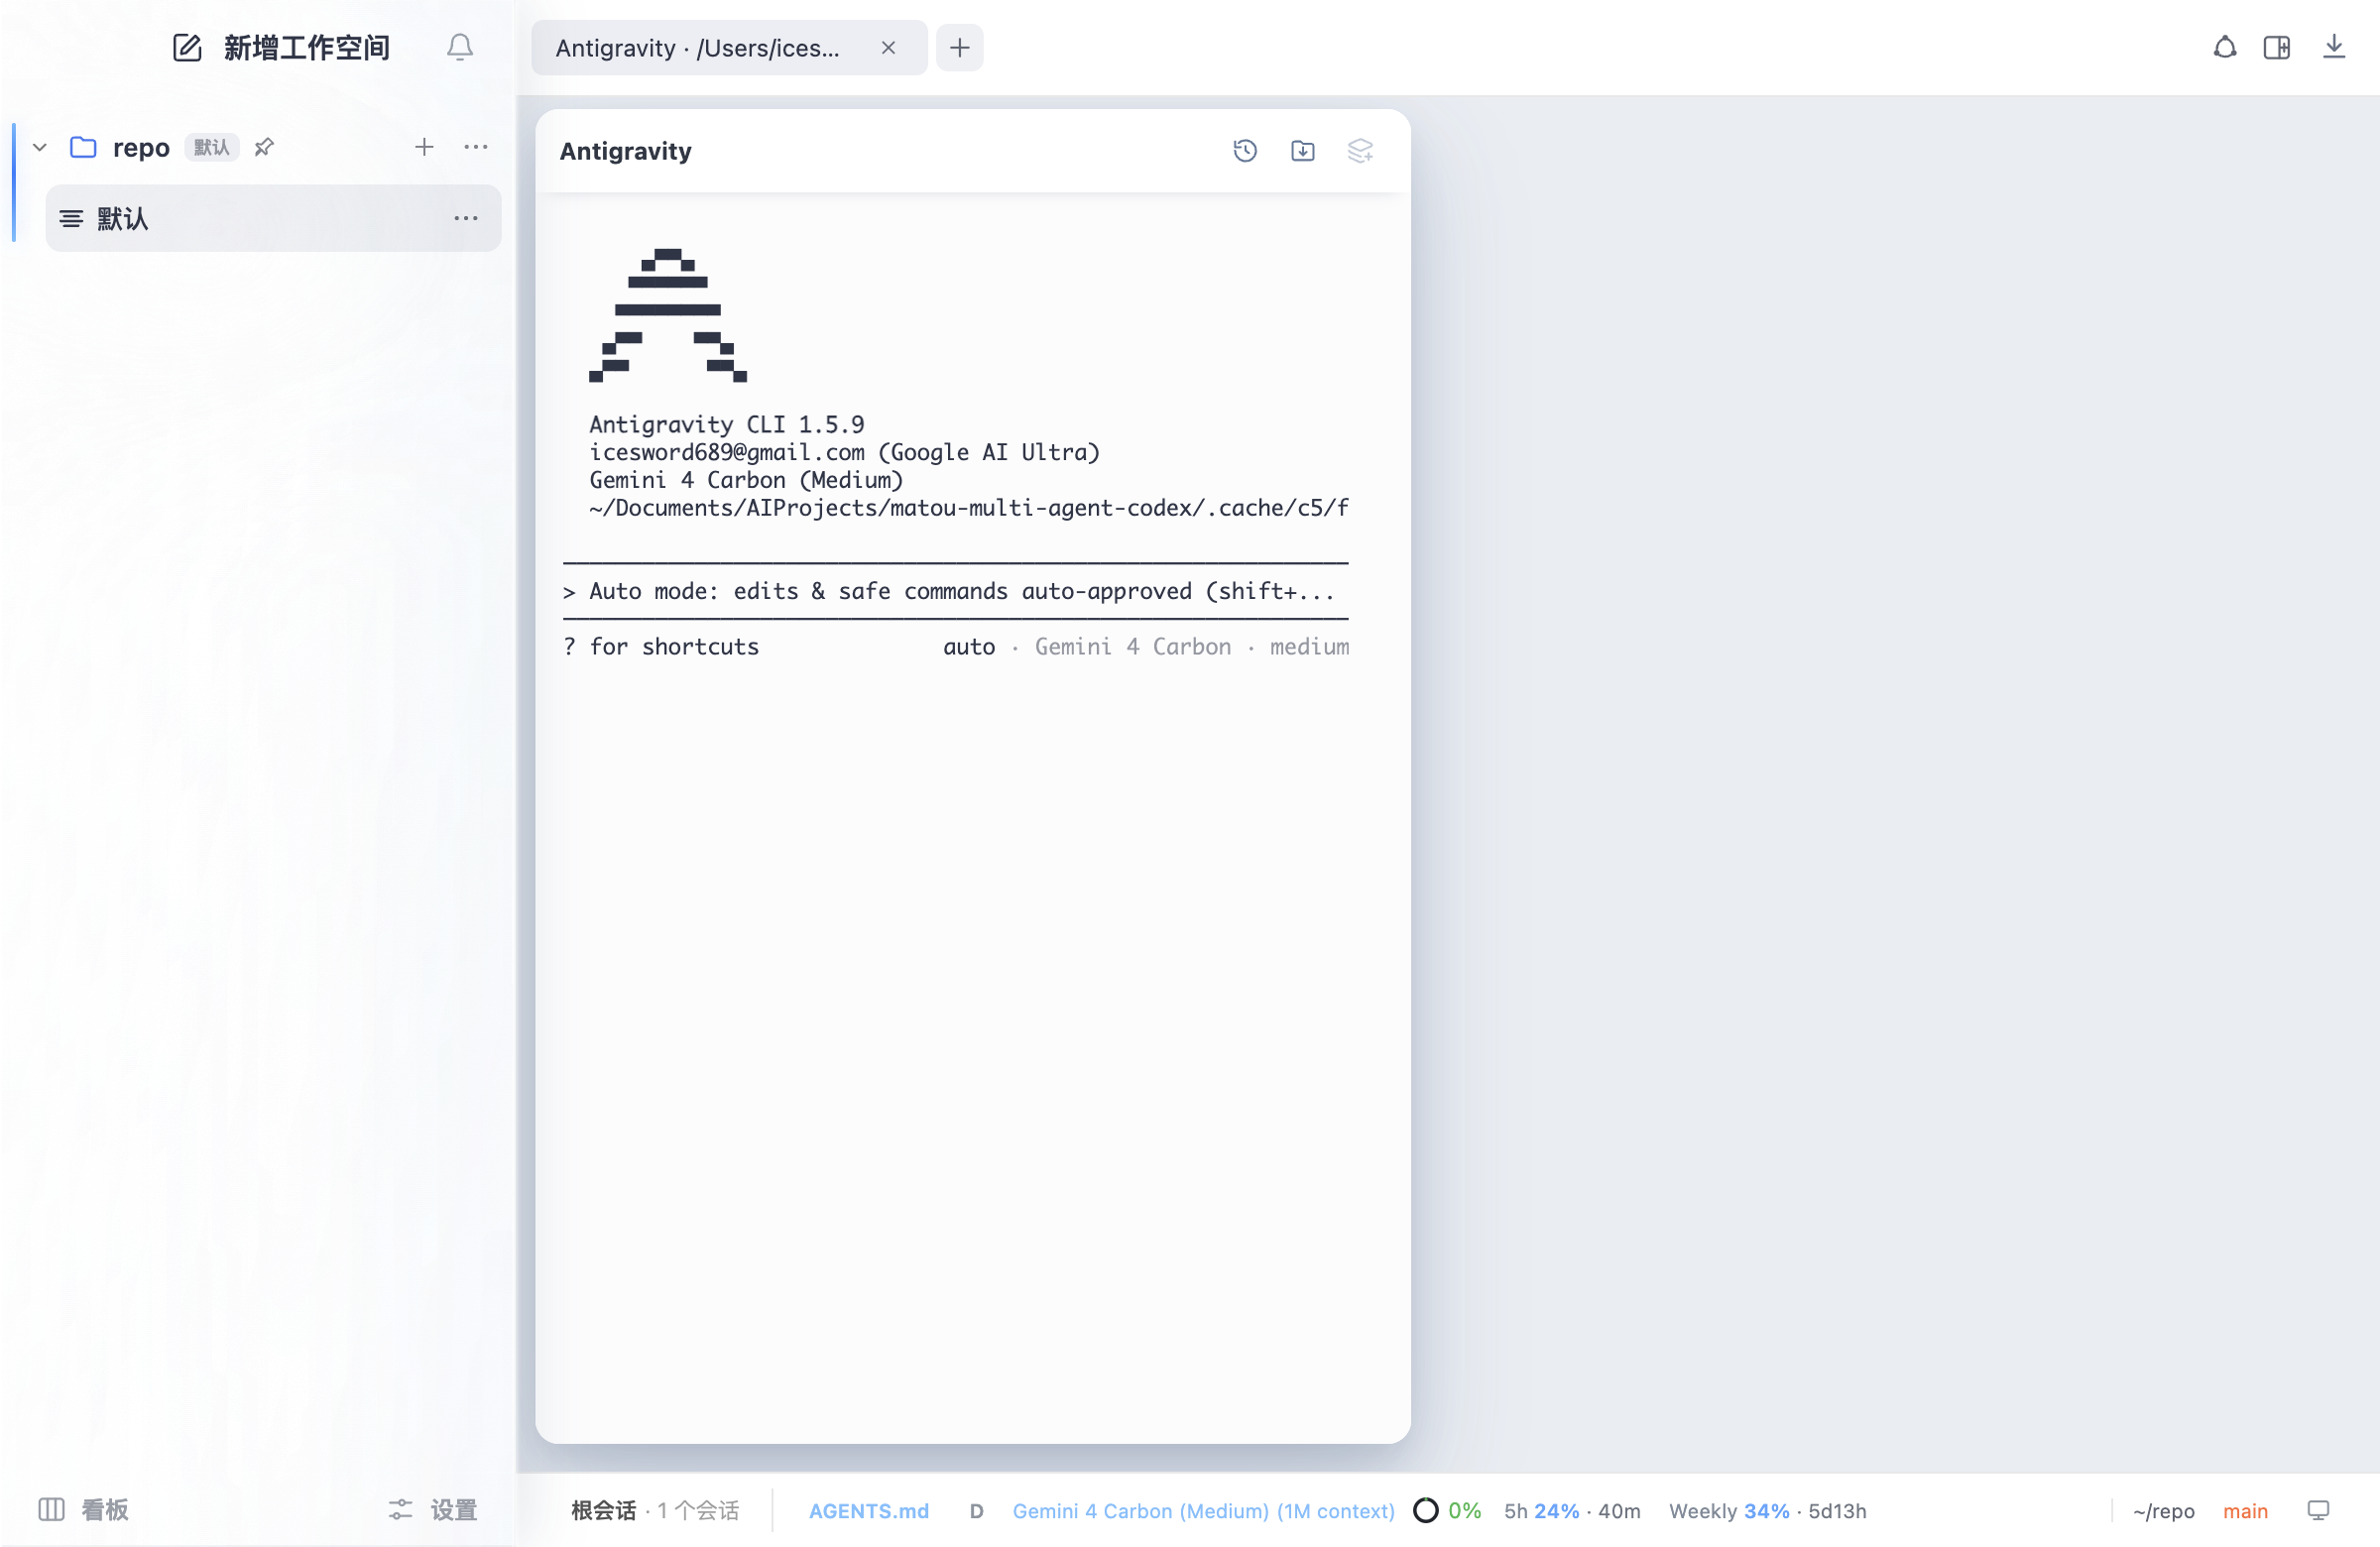 新增工作空间
repo 默认
默认
看板
设置
Antigravity · /Users/ices...
Antigravity
Antigravity CLI 1.5.9
icesword689@gmail.com (Google AI Ultra)
Gemini 4 Carbon (Medium)
~/Documents/AIProjects/matou-multi-agent-codex/.cache/c5/f
> Auto mode: edits & safe commands auto-approved (shift+...
? for shortcuts auto · Gemini 4 Carbon · medium
根会话 · 1 个会话 AGENTS.md D Gemini 4 Carbon (Medium) (1M context) 0% 5h 24% · 40m Weekly 34% · 5d13h ~/repo main